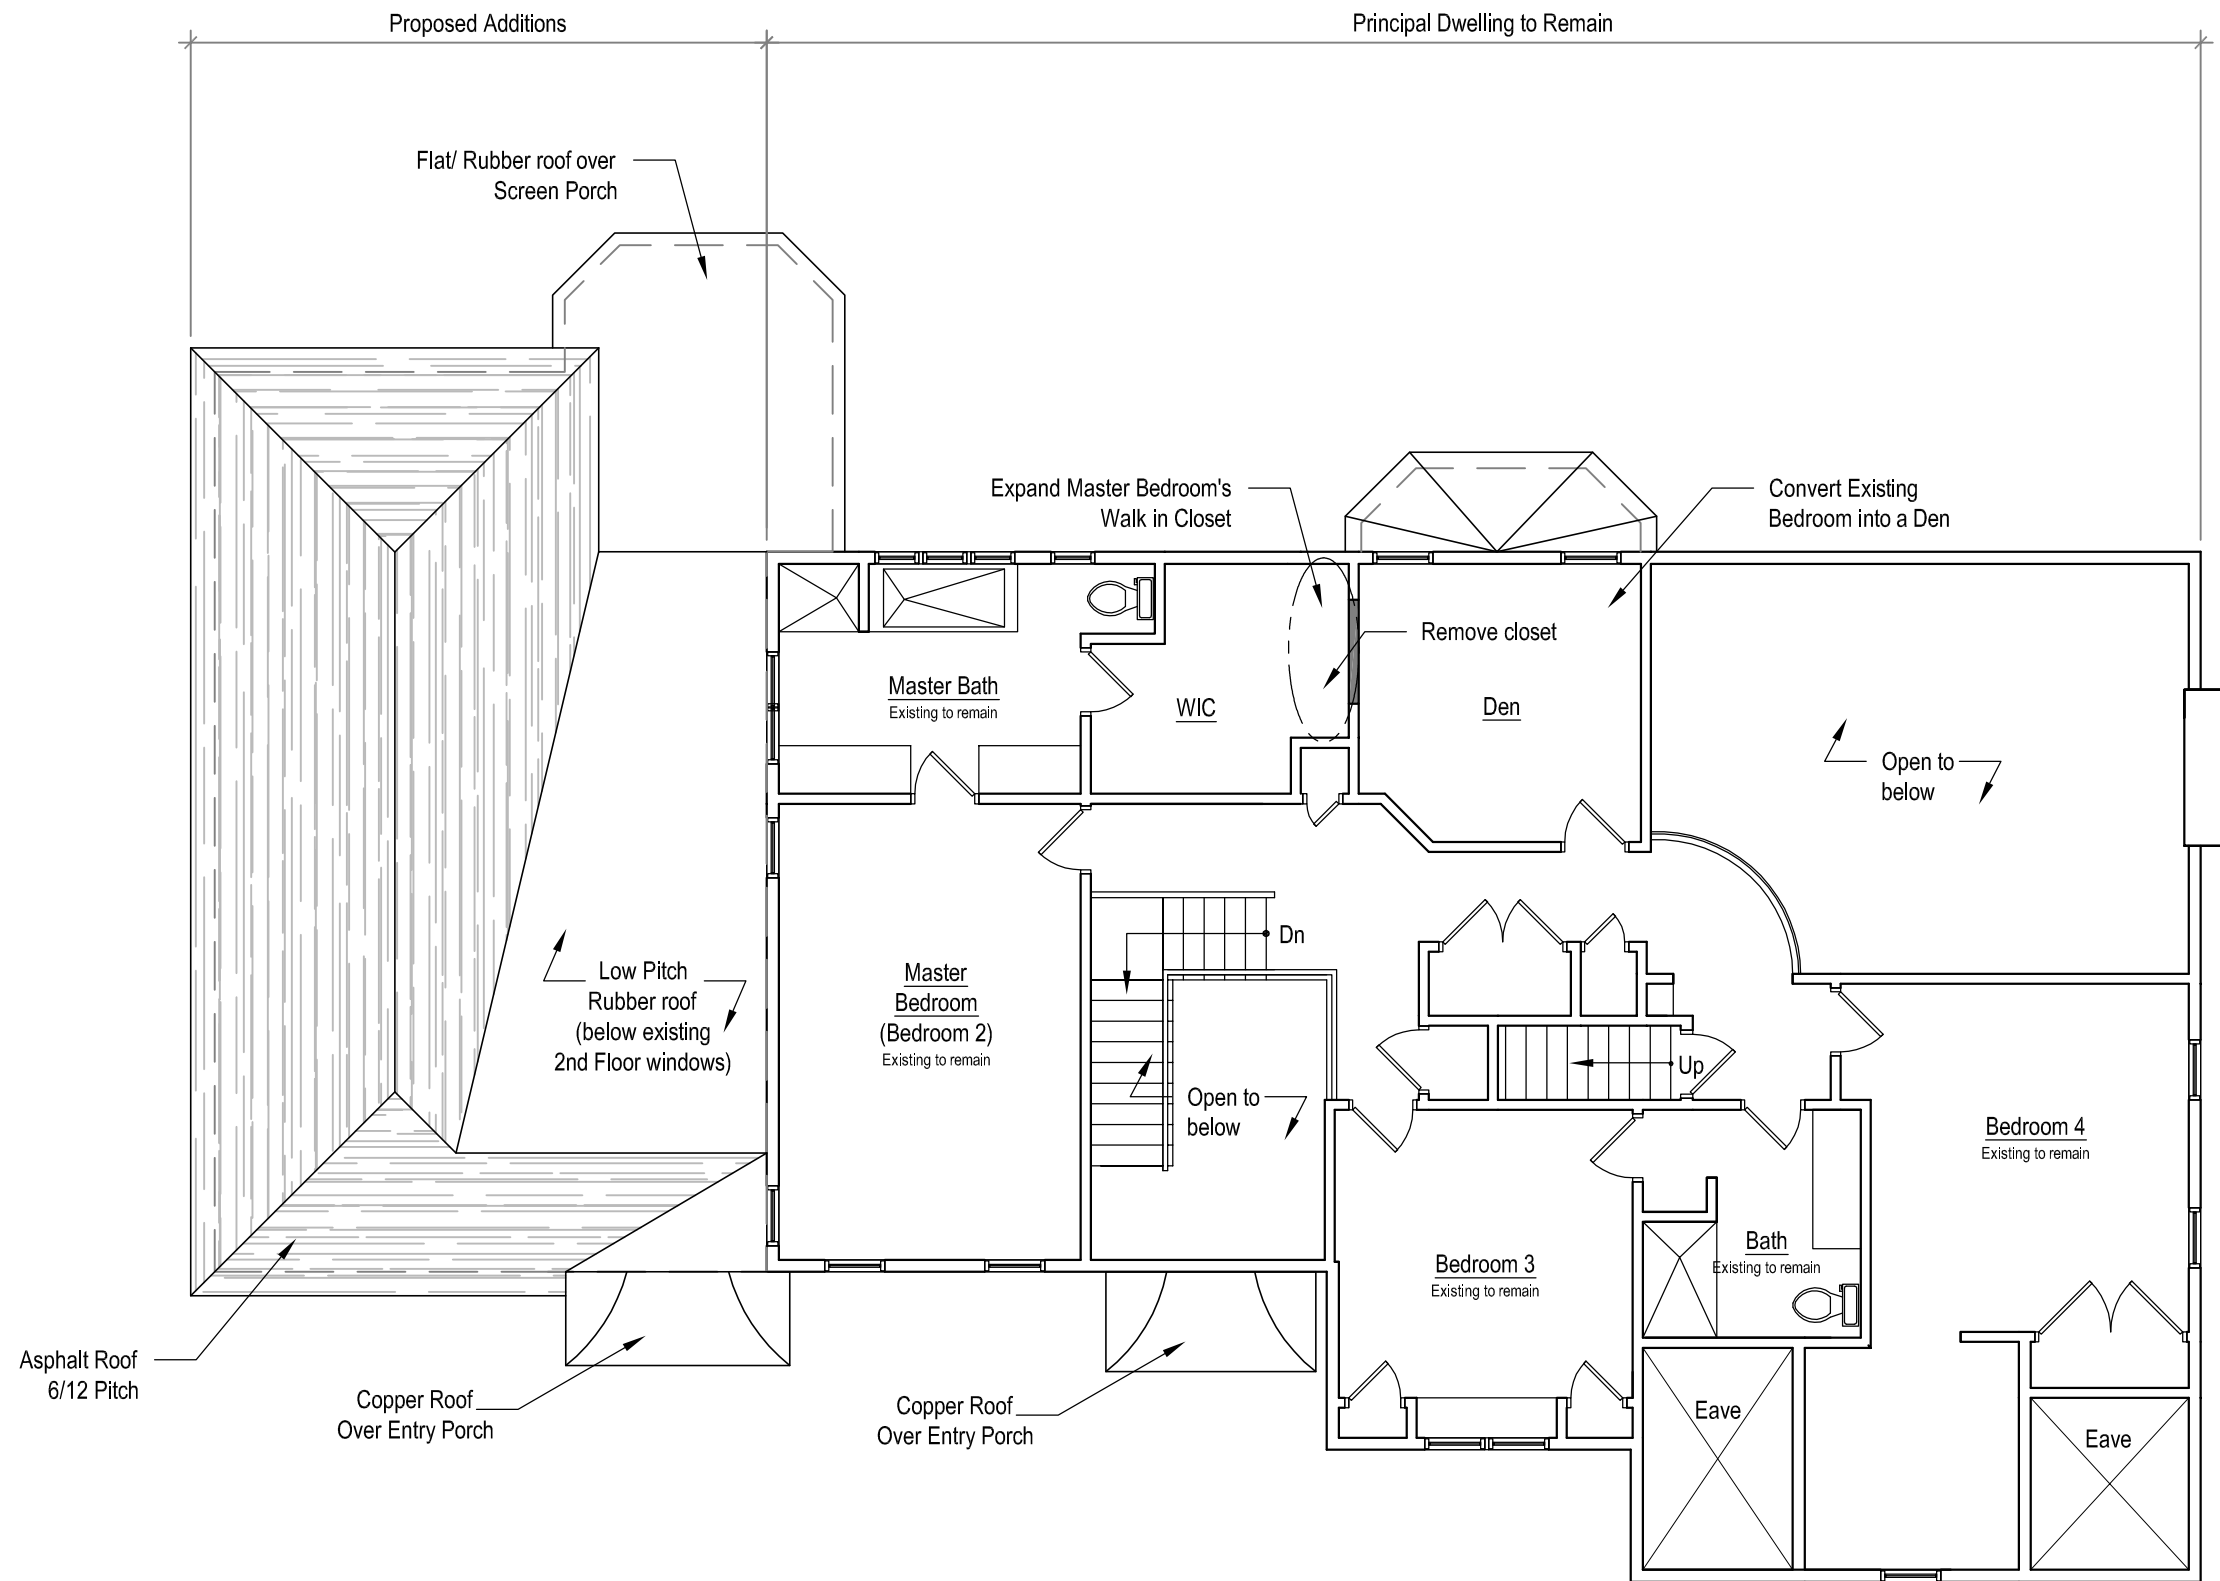 Proposed Additions
Principal Dwelling to Remain
Flat/ Rubber roof over
Screen Porch
Expand Master Bedroom's
Walk in Closet
Convert Existing
Bedroom into a Den
Remove closet
Master Bath
Existing to remain
WIC
Den
Open to
below
Dn
Low Pitch
Rubber roof
(below existing
2nd Floor windows)
Master
Bedroom
(Bedroom 2)
Existing to remain
Up
Open to
below
Bedroom 4
Existing to remain
Bath
Existing to remain
Bedroom 3
Existing to remain
Asphalt Roof
6/12 Pitch
Copper Roof
Over Entry Porch
Copper Roof
Over Entry Porch
Eave
Eave